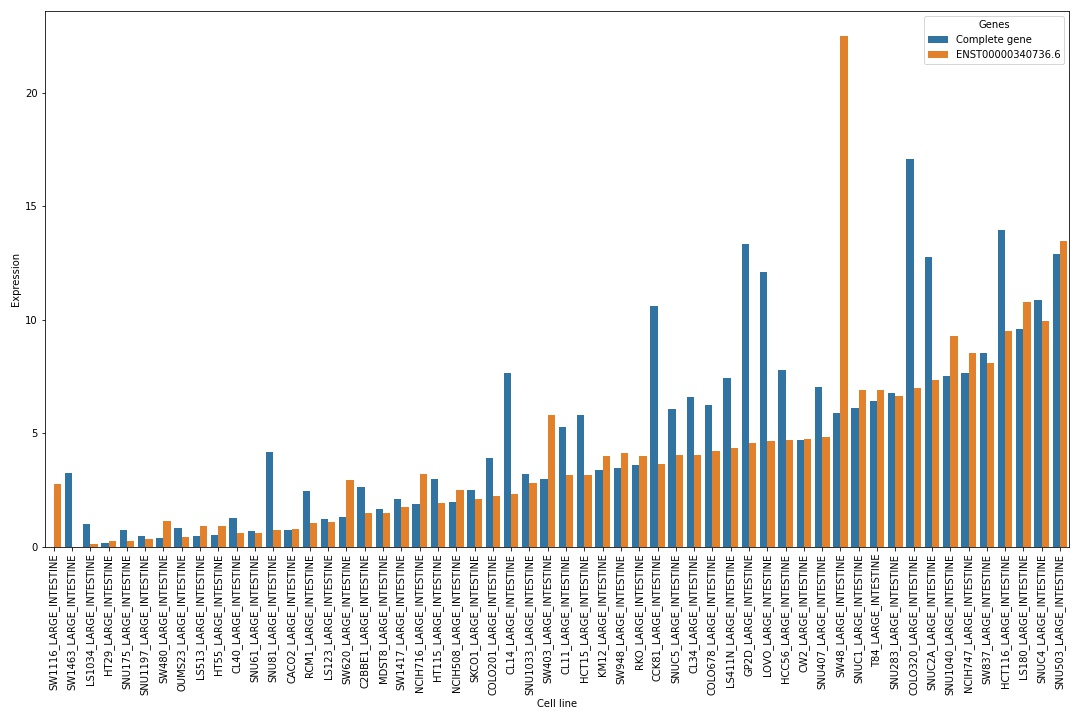 Genes
Complete gene
ENST00000340736.6
Expression
20
15
10
5
0
SW1116_LARGE_INTESTINE
SW1463_LARGE_INTESTINE
LS1034_LARGE_INTESTINE
HT29_LARGE_INTESTINE
SNU175_LARGE_INTESTINE
SNU1197_LARGE_INTESTINE
SW480_LARGE_INTESTINE
OUMS23_LARGE_INTESTINE
LS513_LARGE_INTESTINE
HT55_LARGE_INTESTINE
CL40_LARGE_INTESTINE
SNU61_LARGE_INTESTINE
SNU81_LARGE_INTESTINE
CACO2_LARGE_INTESTINE
RCM1_LARGE_INTESTINE
LS123_LARGE_INTESTINE
SW620_LARGE_INTESTINE
C2BBE1_LARGE_INTESTINE
MDST8_LARGE_INTESTINE
SW1417_LARGE_INTESTINE
NCIH716_LARGE_INTESTINE
HT115_LARGE_INTESTINE
NCIH508_LARGE_INTESTINE
SKCO1_LARGE_INTESTINE
COLO201_LARGE_INTESTINE
CL14_LARGE_INTESTINE
SNU1033_LARGE_INTESTINE
SW403_LARGE_INTESTINE
CL11_LARGE_INTESTINE
HCT15_LARGE_INTESTINE
KM12_LARGE_INTESTINE
SW948_LARGE_INTESTINE
RKO_LARGE_INTESTINE
CCK81_LARGE_INTESTINE
SNUC5_LARGE_INTESTINE
CL34_LARGE_INTESTINE
COLO678_LARGE_INTESTINE
LS411N_LARGE_INTESTINE
GP2D_LARGE_INTESTINE
LOVO_LARGE_INTESTINE
HCC56_LARGE_INTESTINE
CW2_LARGE_INTESTINE
SNU407_LARGE_INTESTINE
SW48_LARGE_INTESTINE
SNUC1_LARGE_INTESTINE
T84_LARGE_INTESTINE
SNU283_LARGE_INTESTINE
COLO320_LARGE_INTESTINE
SNUC2A_LARGE_INTESTINE
SNU1040_LARGE_INTESTINE
NCIH747_LARGE_INTESTINE
SW837_LARGE_INTESTINE
HCT116_LARGE_INTESTINE
LS180_LARGE_INTESTINE
SNUC4_LARGE_INTESTINE
SNU503_LARGE_INTESTINE
Cell line